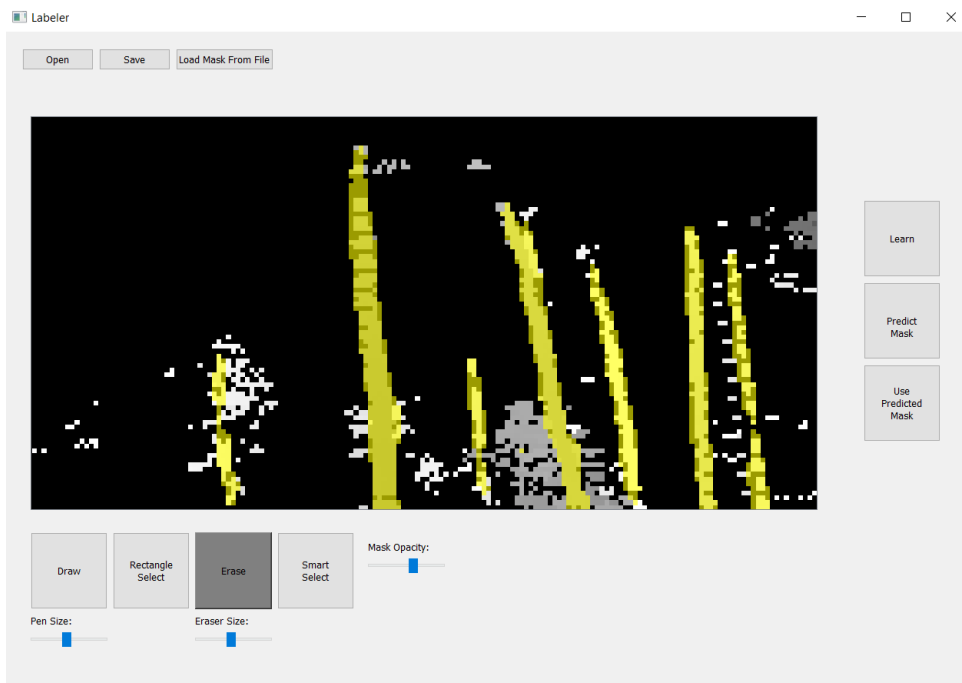 Labeler
Open
Save
Load Mask From File
Learn
Predict
Mask
Use
Predicted
Mask
Draw
Rectangle
Select
Erase
Smart
Select
Mask Opacity:
Pen Size:
Eraser Size: